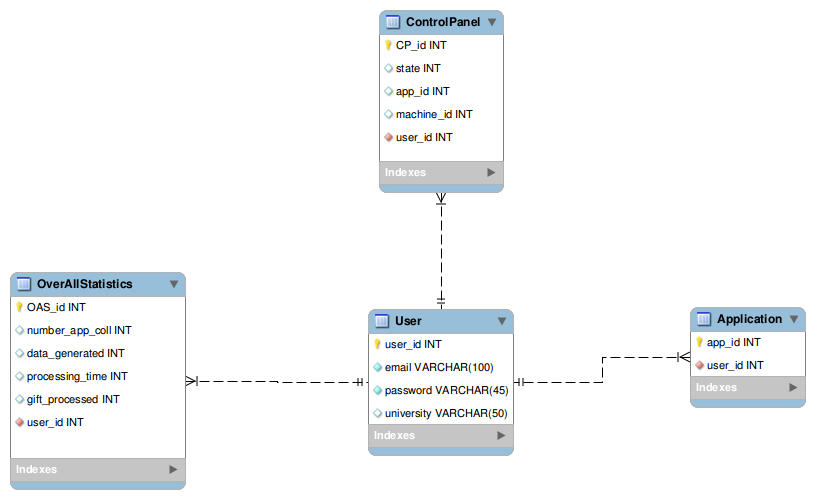 ControlPanel
CP_id INT
state INT
app_id INT
machine_id INT
user_id INT
Indexes
OverAllStatistics
OAS_id INT
number_app_coll INT
data_generated INT
processing_time INT
gift_processed INT
user_id INT
Indexes
User
user_id INT
email VARCHAR(100)
password VARCHAR(45)
university VARCHAR(50)
Indexes
Application
app_id INT
user_id INT
Indexes